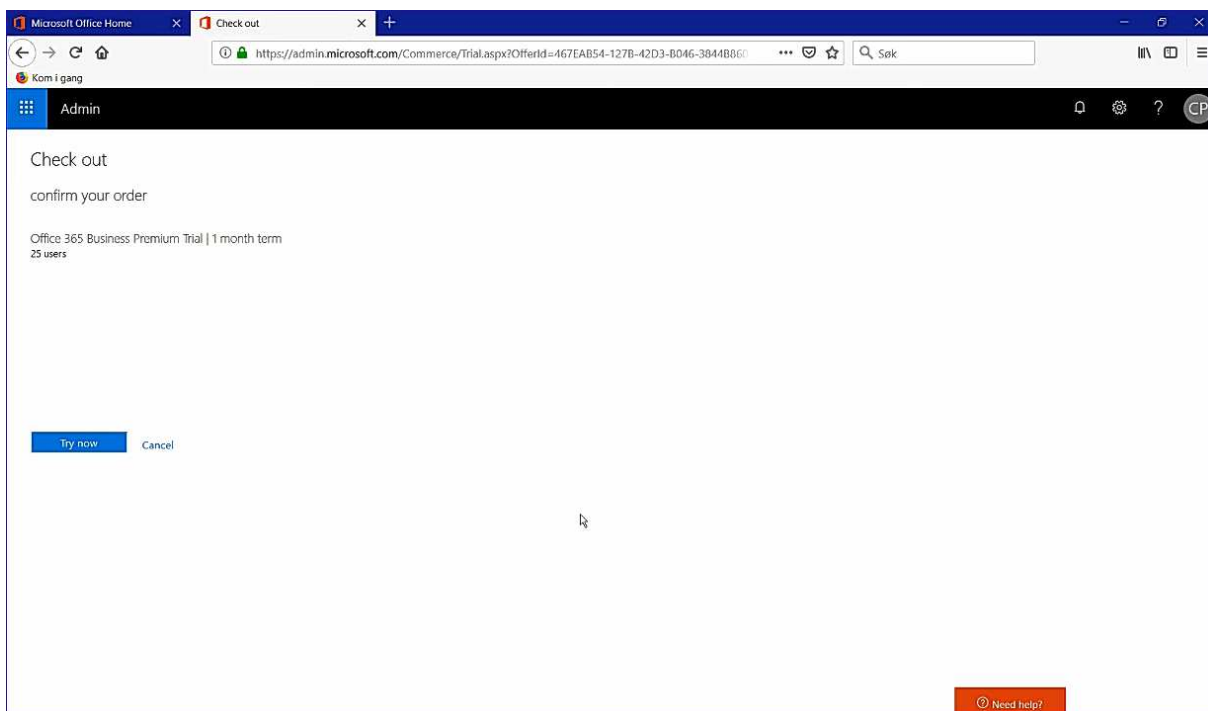 Microsoft Office Home
Check out
https://admin.microsoft.com/Commerce/Trial.aspx?OfferId=467EAB54-127B-42D3-B046-3844B860
Søk
Kom i gang
Admin
CP
Check out
confirm your order
Office 365 Business Premium Trial | 1 month term
25 users
Try now
Cancel
Need help?